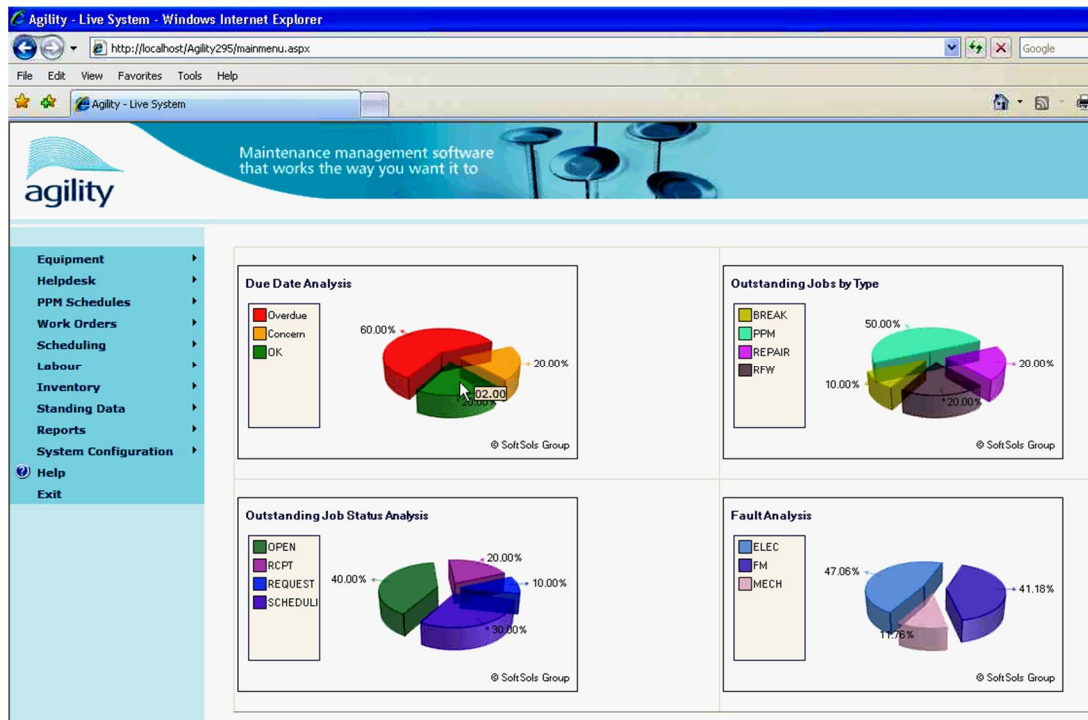 Agility - Live System - Windows Internet Explorer
http://localhost/Agility295/mainmenu.aspx
Google
File Edit View Favorites Tools Help
Agility - Live System
agility
Maintenance management software
that works the way you want it to
Equipment
Helpdesk
PPM Schedules
Work Orders
Scheduling
Labour
Inventory
Standing Data
Reports
System Configuration
Help
Exit
Due Date Analysis
Overdue
Concern
OK
60.00%
20.00%
20.00%
02.00
© SoftSols Group
Outstanding Jobs by Type
BREAK
PPM
REPAIR
RFW
50.00%
20.00%
10.00%
20.00%
© SoftSols Group
Outstanding Job Status Analysis
OPEN
RCPT
REQUEST
SCHEDULI
20.00%
40.00%
10.00%
30.00%
© SoftSols Group
Fault Analysis
ELEC
FM
MECH
47.06%
41.18%
11.76%
© SoftSols Group